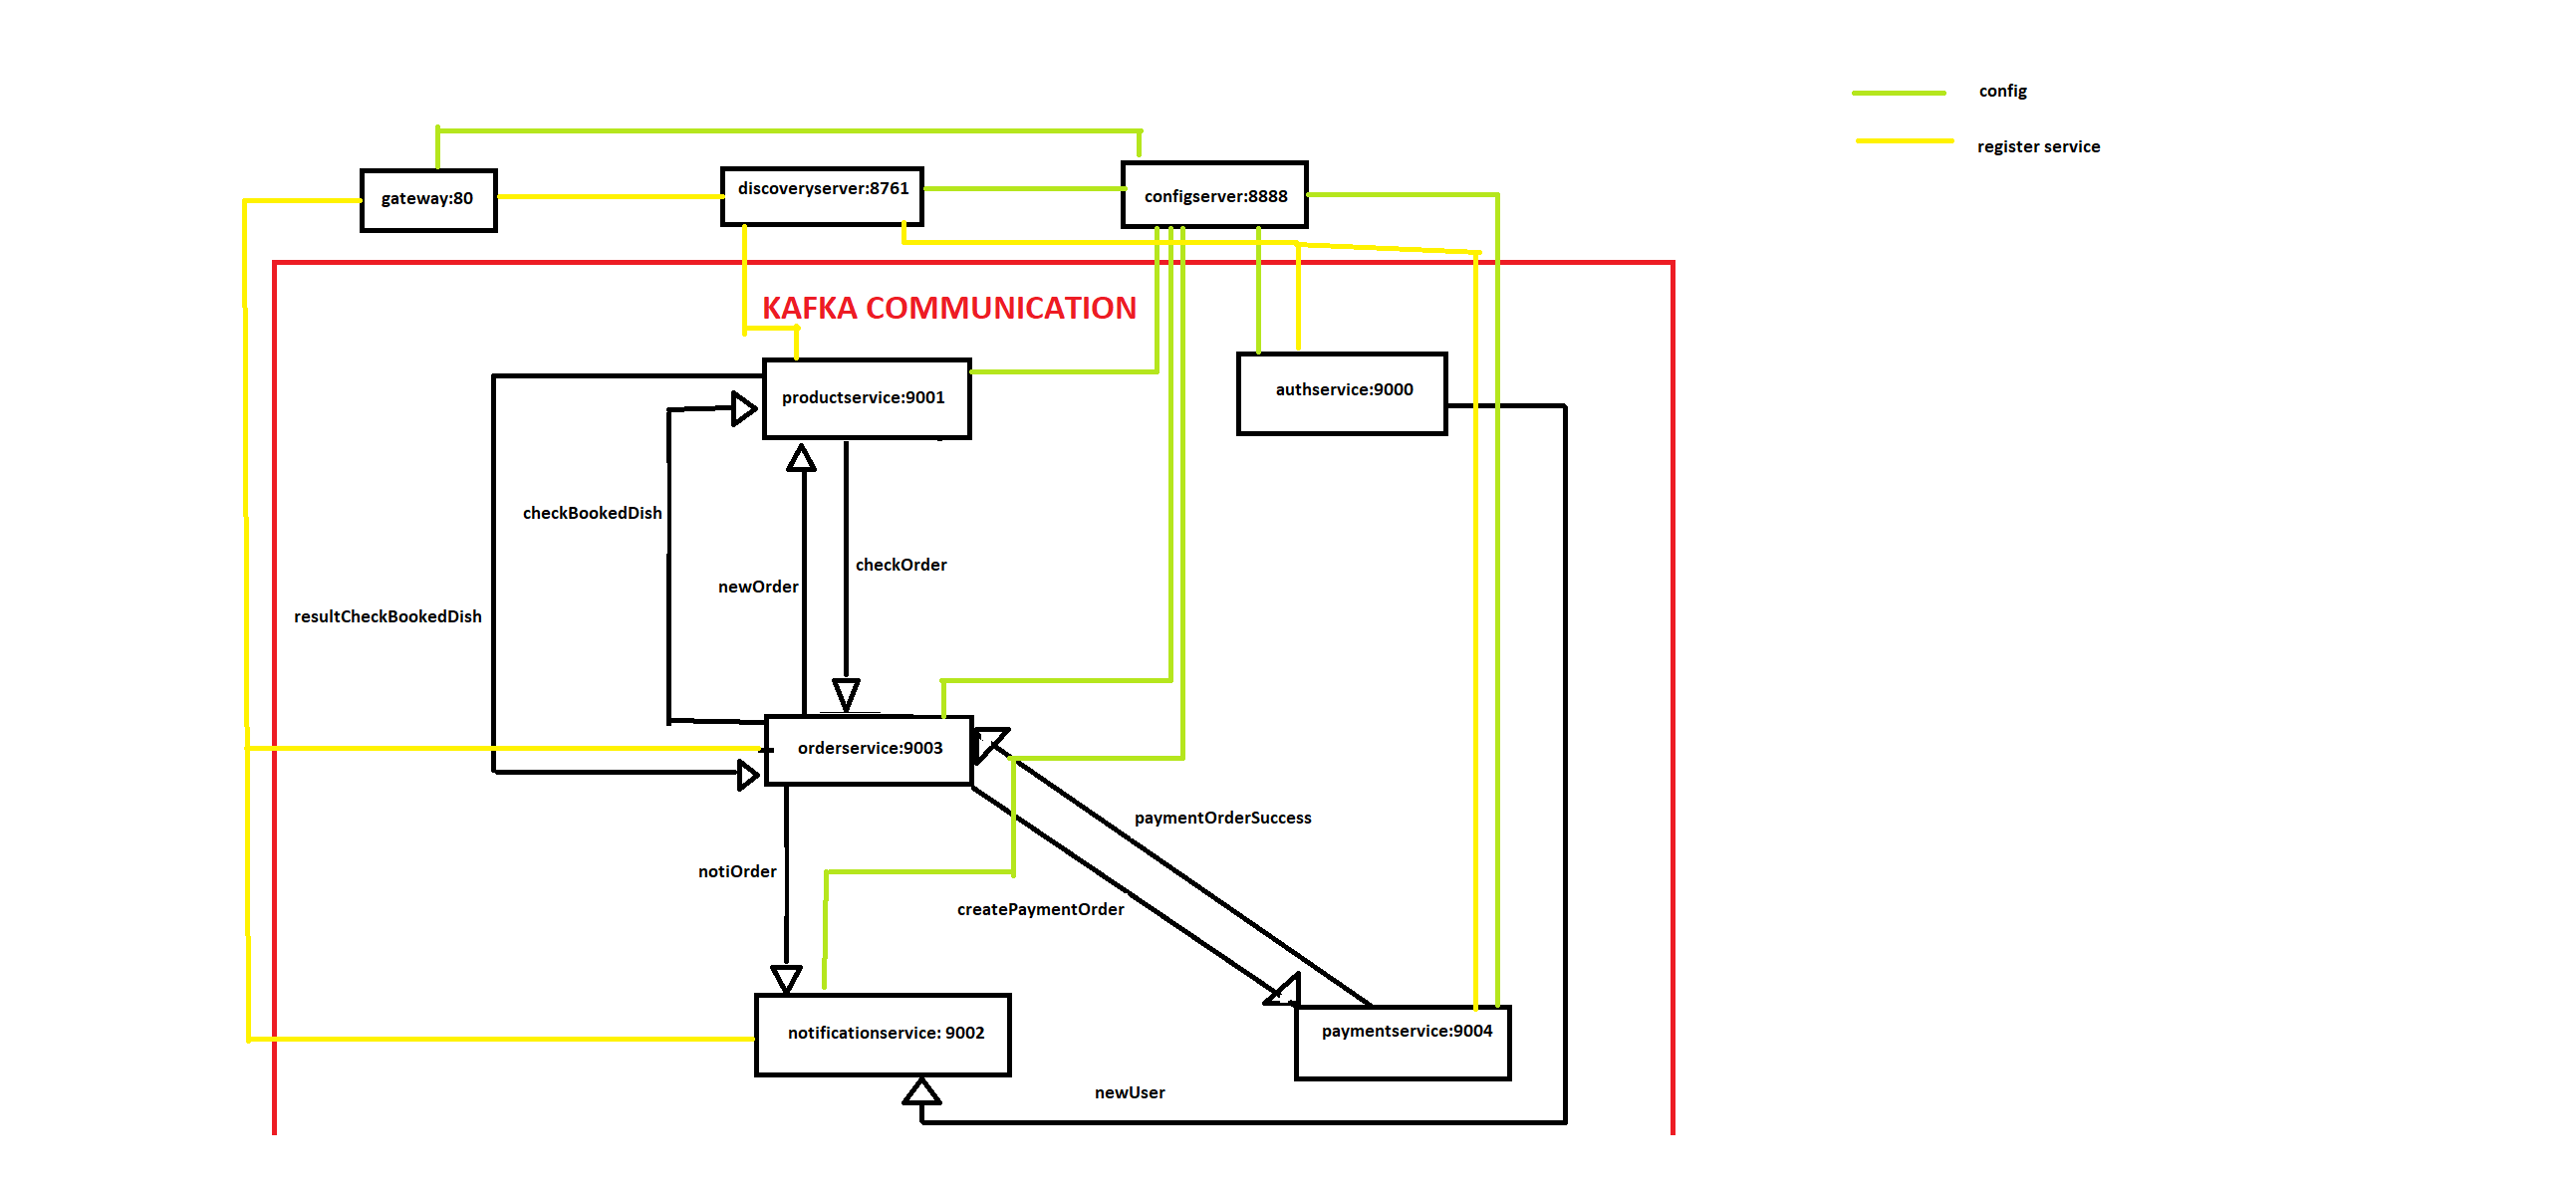 config
register service
gateway:80
discoveryserver:8761
configserver:8888
KAFKA COMMUNICATION
productservice:9001
authservice:9000
checkBookedDish
newOrder
checkOrder
resultCheckBookedDish
orderservice:9003
paymentOrderSuccess
notiOrder
createPaymentOrder
notificationservice: 9002
paymentservice:9004
newUser